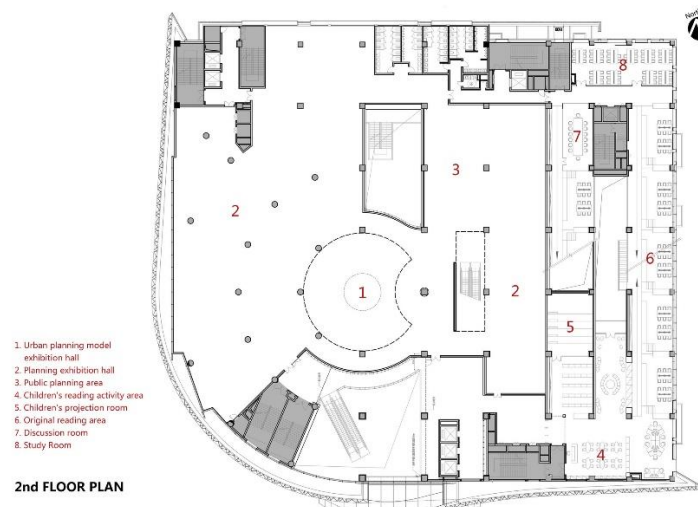 North
8
7
3
2
6
1
2
5
4
1. Urban planning model
exhibition hall
2. Planning exhibition hall
3. Public planning area
4. Children's reading activity area
5. Children's projection room
6. Original reading area
7. Discussion room
8. Study Room
2nd FLOOR PLAN